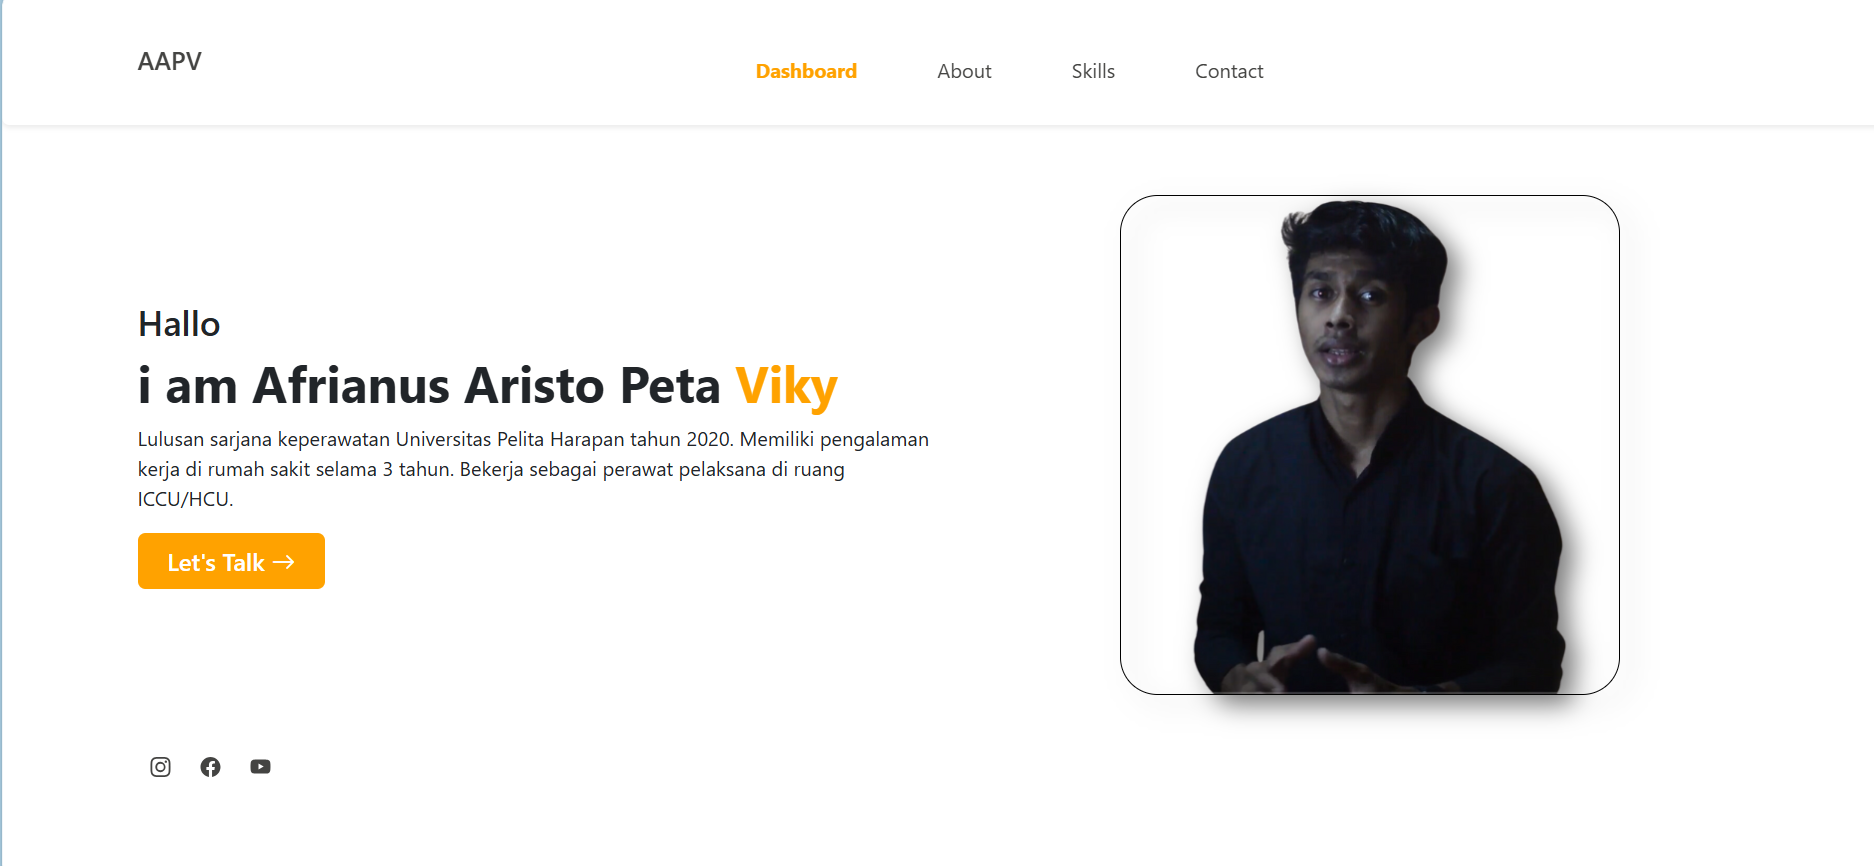 AAPV
Dashboard About Skills Contact
Hallo
i am Afrianus Aristo Peta Viky
Lulusan sarjana keperawatan Universitas Pelita Harapan tahun 2020. Memiliki pengalaman
kerja di rumah sakit selama 3 tahun. Bekerja sebagai perawat pelaksana di ruang
ICCU/HCU.
Let's Talk →